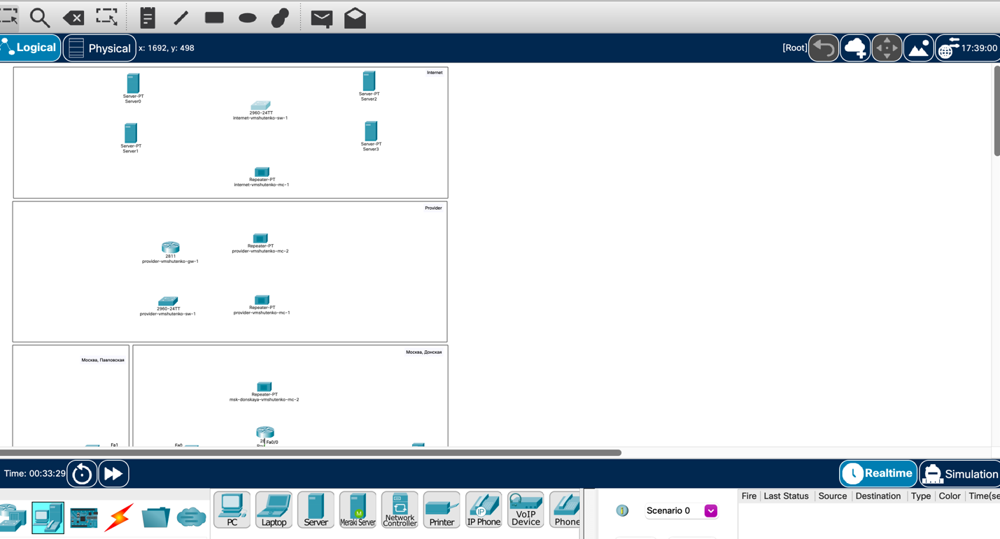 Logical
Physical
x: 1692, y: 498
[Root]
17:39:00
Internet
Server-PT
Server0
Server-PT
Server2
2960-24TT
internet-vmshutenko-sw-1
Server-PT
Server1
Server-PT
Server3
Repeater-PT
internet-vmshutenko-mc-1
Provider
Repeater-PT
provider-vmshutenko-mc-2
2811
provider-vmshutenko-gw-1
2960-24TT
provider-vmshutenko-sw-1
Repeater-PT
provider-vmshutenko-mc-1
Москва, Павловская
Москва, Донская
Repeater-PT
msk-donskaya-vmshutenko-mc-2
Fa1
Fa0
28
Fa0/0
Time: 00:33:29
Realtime
Simulation
PC
Laptop
Server
M
Meraki Server
Network
Controller
Printer
IP
IP Phone
VoIP
Device
Phone
Scenario 0
Fire Last Status Source Destination Type Color Time(se